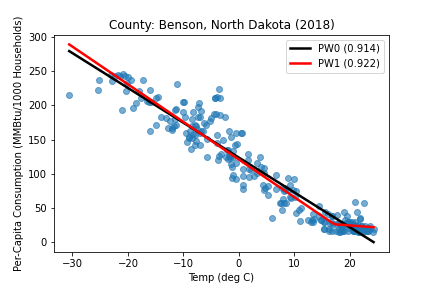 County: Benson, North Dakota (2018)
Per-Capita Consumption (MMBtu/1000 Households)
300
250
200
150
100
50
0
PW0 (0.914)
PW1 (0.922)
−30
−20
−10
0
10
20
Temp (deg C)